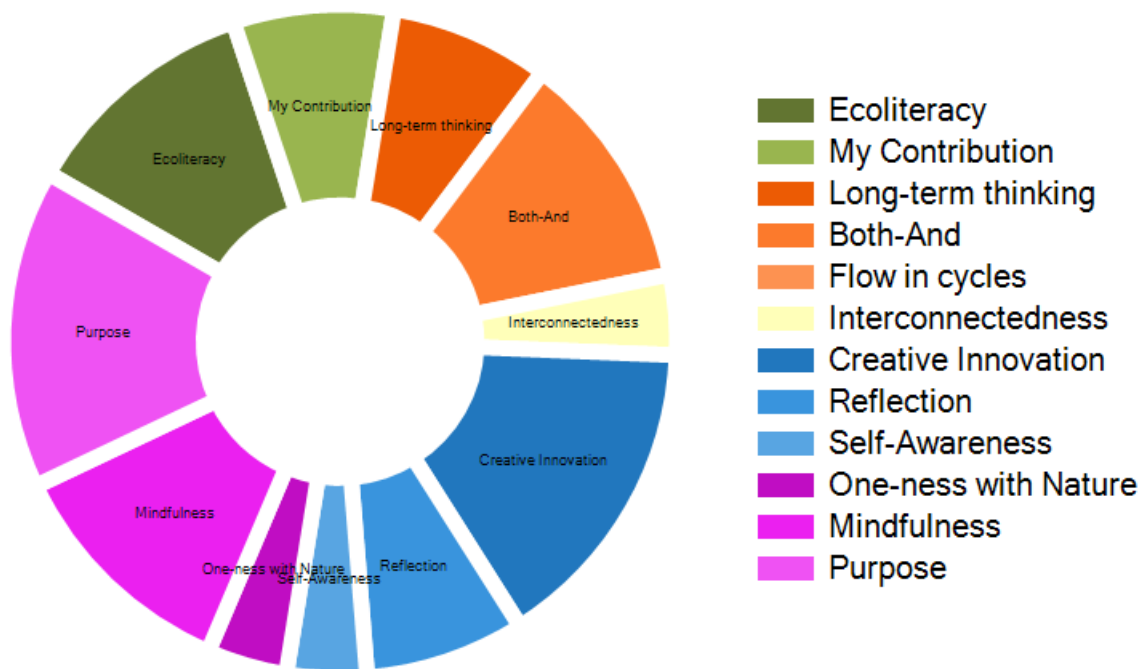 My Contribution
Long-term thinking
Ecoliteracy
Both-And
Interconnectedness
Purpose
Creative Innovation
Mindfulness
One-ness with Nature
Self-Awareness
Reflection
Ecoliteracy
My Contribution
Long-term thinking
Both-And
Flow in cycles
Interconnectedness
Creative Innovation
Reflection
Self-Awareness
One-ness with Nature
Mindfulness
Purpose